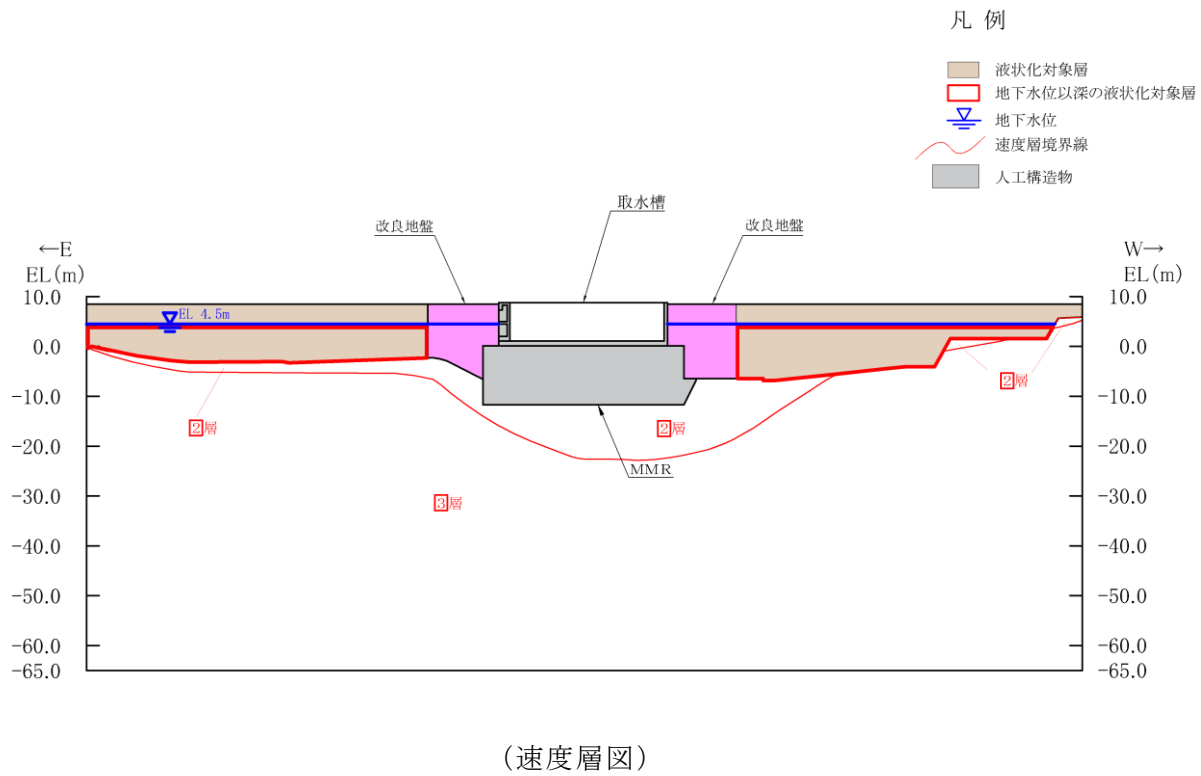 凡 例
液状化対象層
地下水位以深の液状化対象層
地下水位
速度層境界線
人工構造物
取水槽
改良地盤
改良地盤
←E
EL(m)
W→
EL(m)
10.0
0.0
-10.0
-20.0
-30.0
-40.0
-50.0
-60.0
-65.0
EL 4.5m
2層
2層
2層
MMR
3層
10.0
0.0
-10.0
-20.0
-30.0
-40.0
-50.0
-60.0
-65.0
(速度層図)